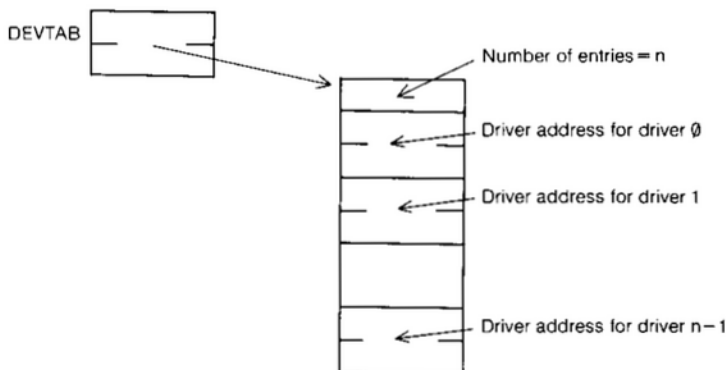 DEVTAB
Number of entries = n
Driver address for driver Ø
Driver address for driver 1
Driver address for driver n−1